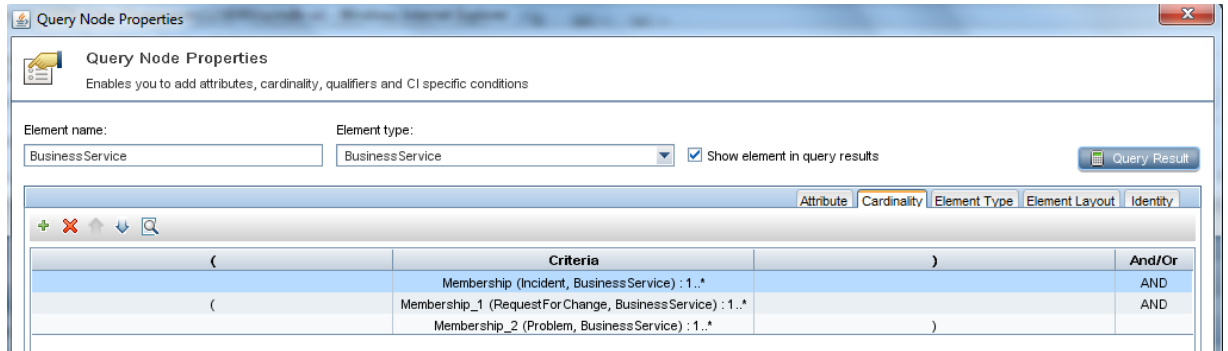 Query Node Properties
Query Node Properties
Enables you to add attributes, cardinality, qualifiers and CI specific conditions
Element name: Element type:
BusinessService BusinessService Show element in query results Query Result
Attribute Cardinality Element Type Element Layout Identity
( Criteria ) And/Or
Membership (Incident, BusinessService) : 1..* AND
( Membership_1 (RequestForChange, BusinessService) : 1..* AND
Membership_2 (Problem, BusinessService) : 1..* )